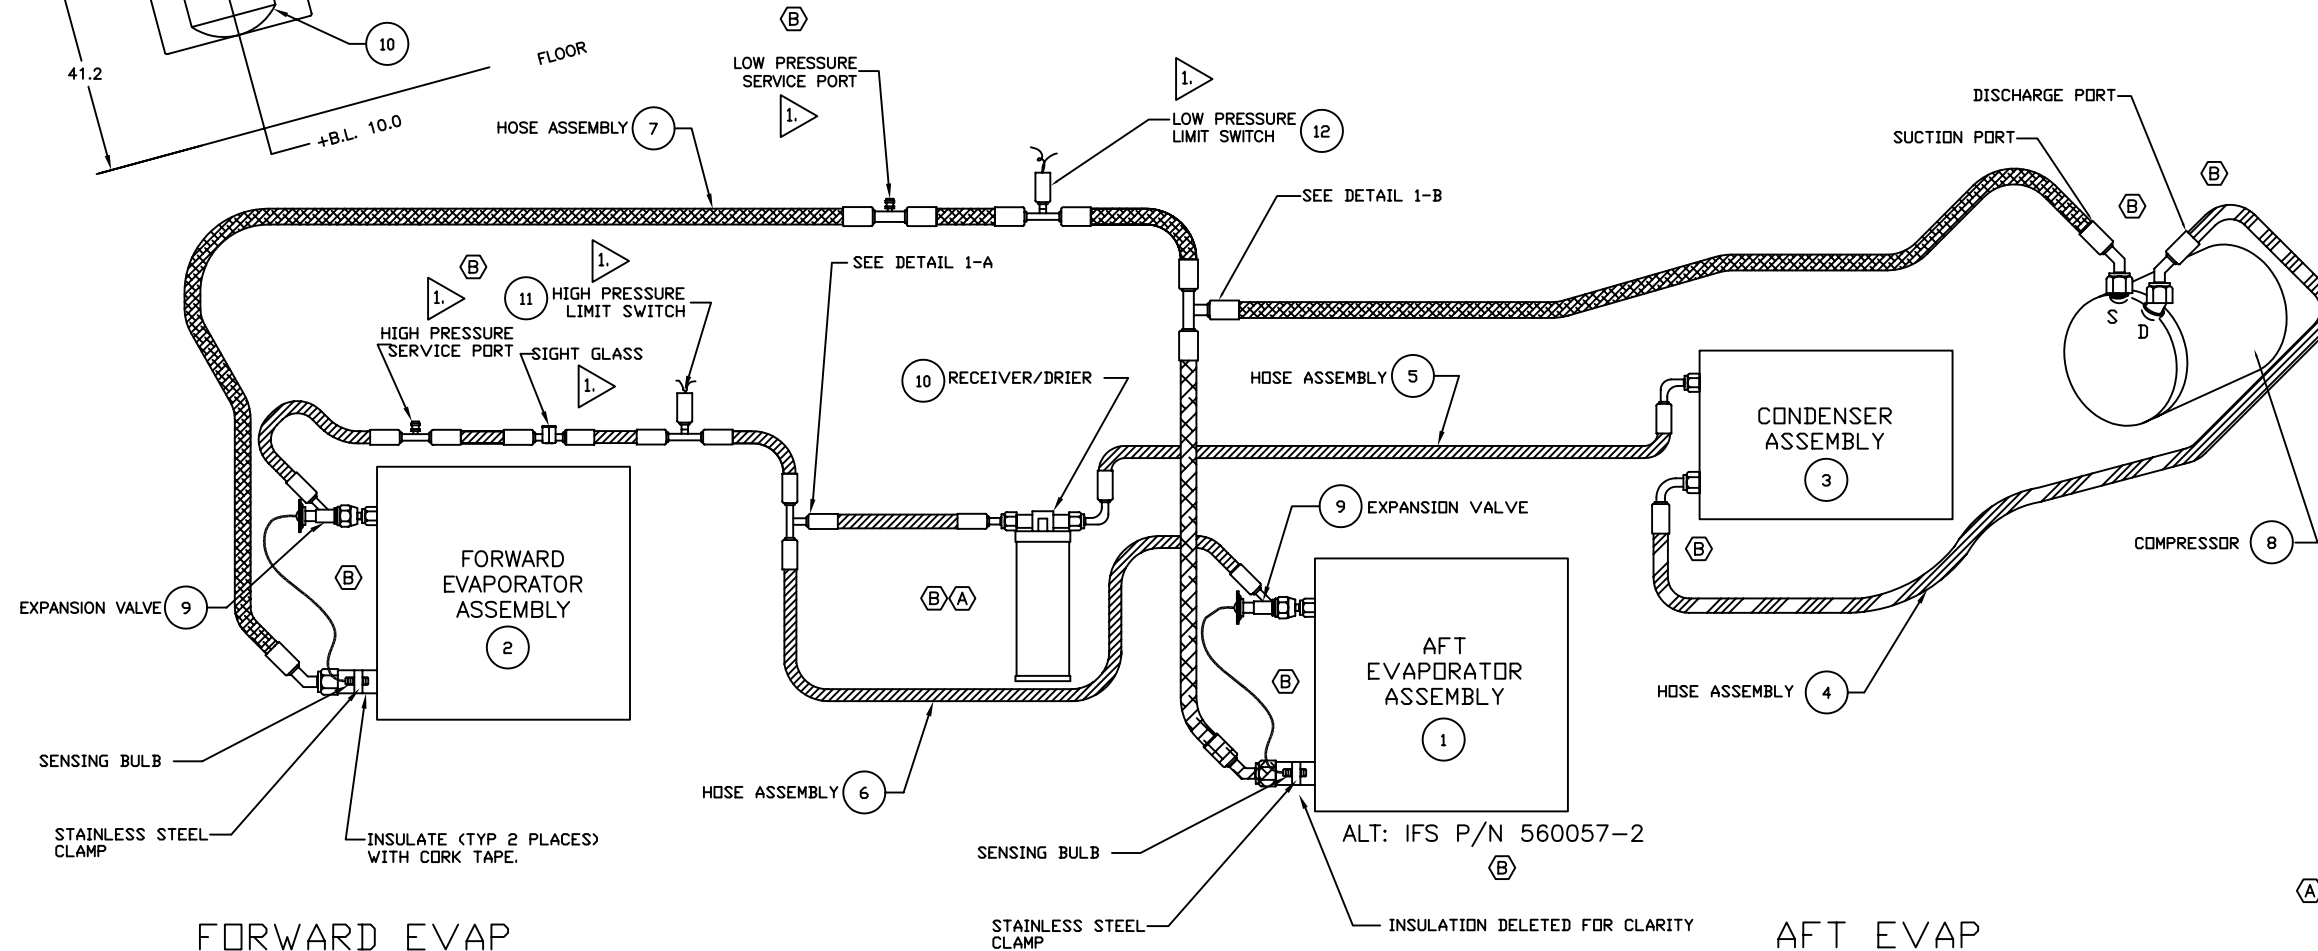 10
41.2
FLOOR
+B.L. 10.0
B
LOW PRESSURE
SERVICE PORT
1.
HOSE ASSEMBLY 7
1.
LOW PRESSURE
LIMIT SWITCH 12
DISCHARGE PORT
SUCTION PORT
B
B
SEE DETAIL 1-B
SEE DETAIL 1-A
B
1.
1.
11 HIGH PRESSURE
LIMIT SWITCH
HIGH PRESSURE
SERVICE PORT
SIGHT GLASS
1.
S
D
10 RECEIVER/DRIER
HOSE ASSEMBLY 5
CONDENSER
ASSEMBLY
3
9 EXPANSION VALVE
B
COMPRESSOR 8
FORWARD
EVAPORATOR
ASSEMBLY
2
B
EXPANSION VALVE 9
B A
AFT
EVAPORATOR
ASSEMBLY
1
B
HOSE ASSEMBLY 4
SENSING BULB
HOSE ASSEMBLY 6
STAINLESS STEEL
CLAMP
INSULATE (TYP 2 PLACES)
WITH CORK TAPE.
ALT: IFS P/N 560057-2
B
SENSING BULB
A
STAINLESS STEEL
CLAMP
INSULATION DELETED FOR CLARITY
FORWARD EVAP
AFT EVAP